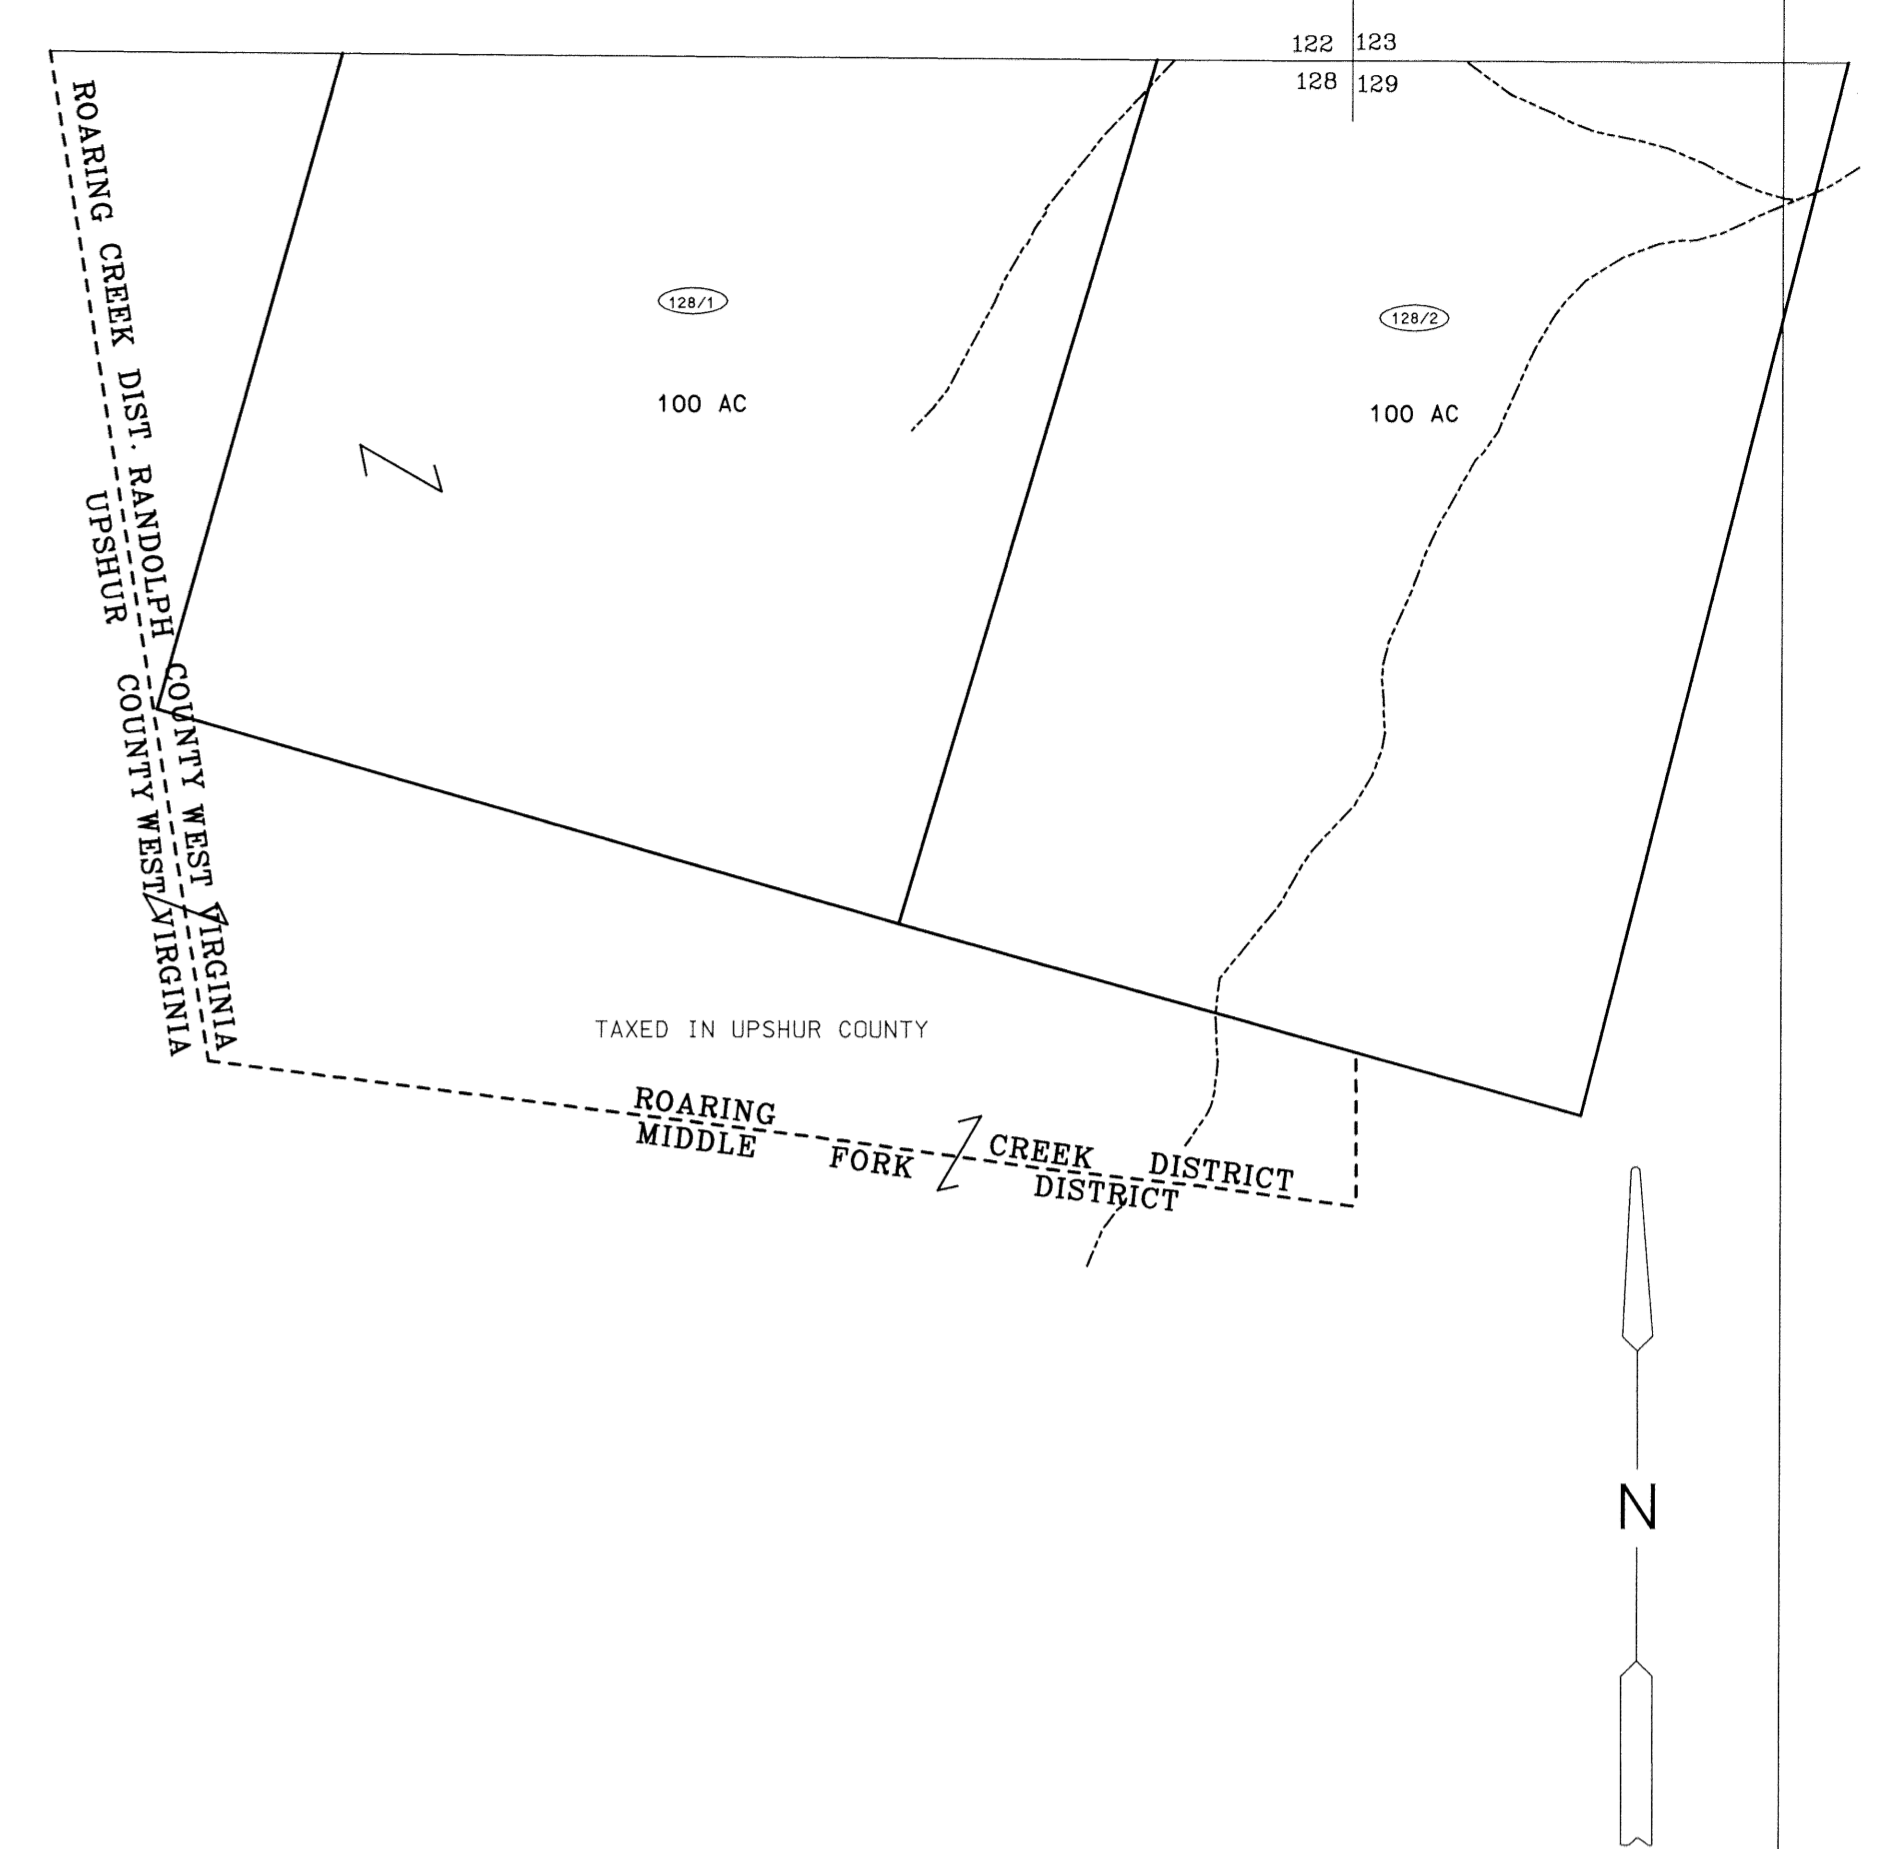 122 123
128 129
ROARING CREEK DIST. RANDOLPH COUNTY WEST VIRGINIA
UPSHUR COUNTY WEST VIRGINIA
128/1
100 AC
128/2
100 AC
TAXED IN UPSHUR COUNTY
ROARING CREEK DISTRICT
MIDDLE FORK DISTRICT
N